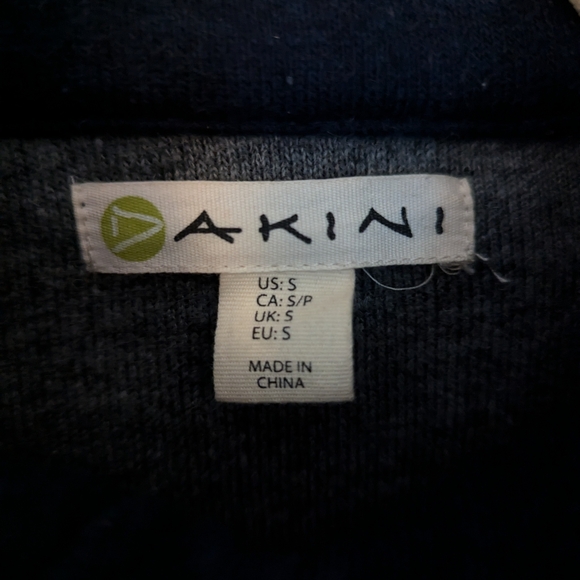 AKINI
US: S
CA: S/P
UK: S
EU: S
MADE IN
CHINA